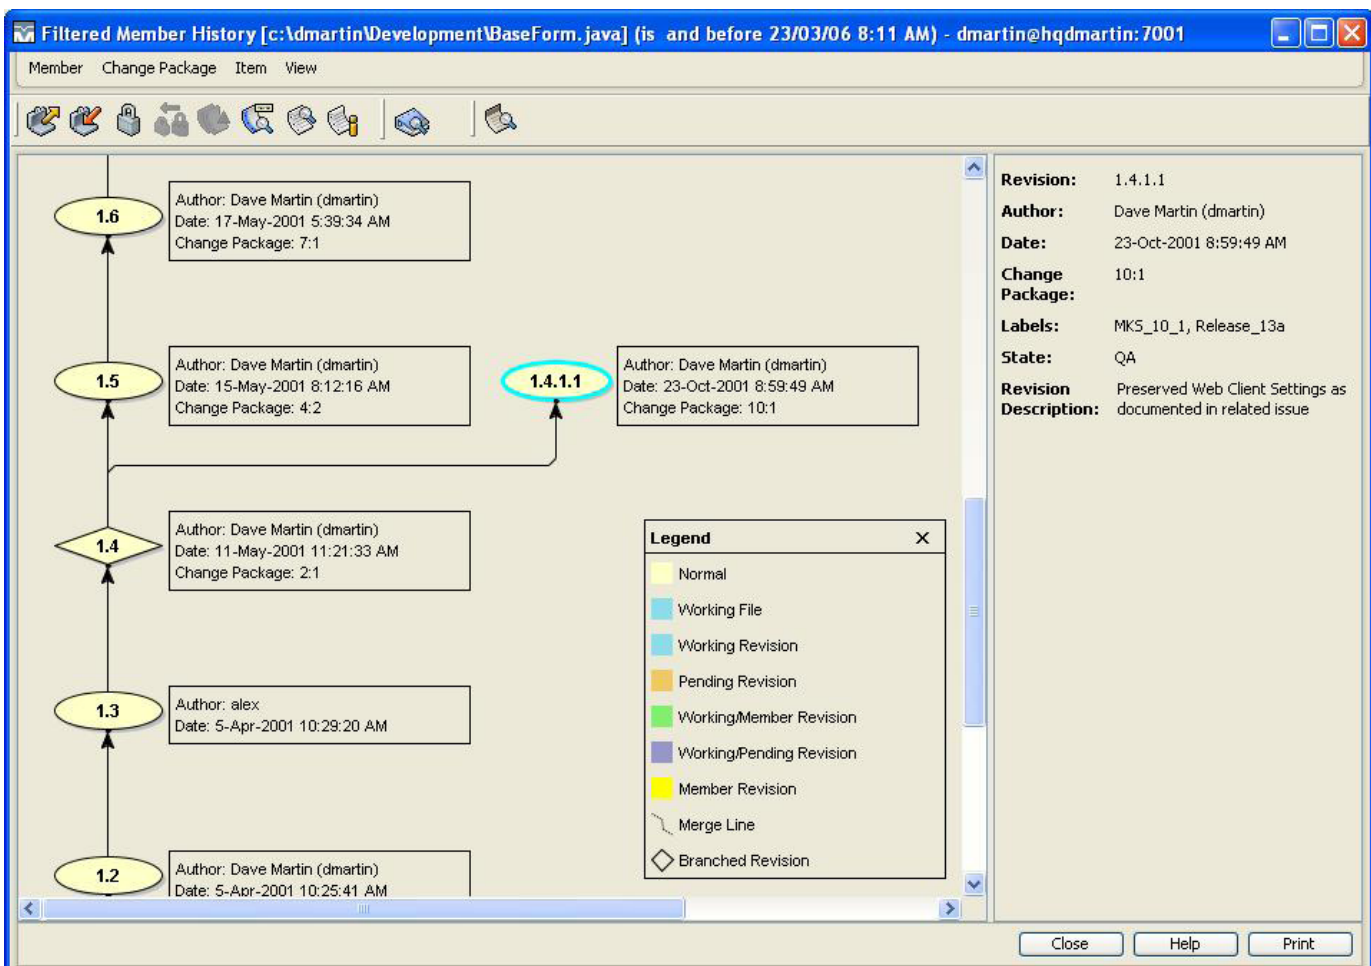 Filtered Member History [c:\dmartin\Development\BaseForm.java] (is  and before 23/03/06 8:11 AM) - dmartin@hqdmartin:7001
Member Change Package Item View
1.6
Author: Dave Martin (dmartin)
Date: 17-May-2001 5:39:34 AM
Change Package: 7:1
1.5
Author: Dave Martin (dmartin)
Date: 15-May-2001 8:12:16 AM
Change Package: 4:2
1.4.1.1
Author: Dave Martin (dmartin)
Date: 23-Oct-2001 8:59:49 AM
Change Package: 10:1
1.4
Author: Dave Martin (dmartin)
Date: 11-May-2001 11:21:33 AM
Change Package: 2:1
1.3
Author: alex
Date: 5-Apr-2001 10:29:20 AM
1.2
Author: Dave Martin (dmartin)
Date: 5-Apr-2001 10:25:41 AM
Legend X
Normal
Working File
Working Revision
Pending Revision
Working/Member Revision
Working/Pending Revision
Member Revision
Merge Line
Branched Revision
Revision: 1.4.1.1
Author: Dave Martin (dmartin)
Date: 23-Oct-2001 8:59:49 AM
Change 10:1
Package:
Labels: MKS_10_1, Release_13a
State: QA
Revision Preserved Web Client Settings as
Description: documented in related issue
Close Help Print